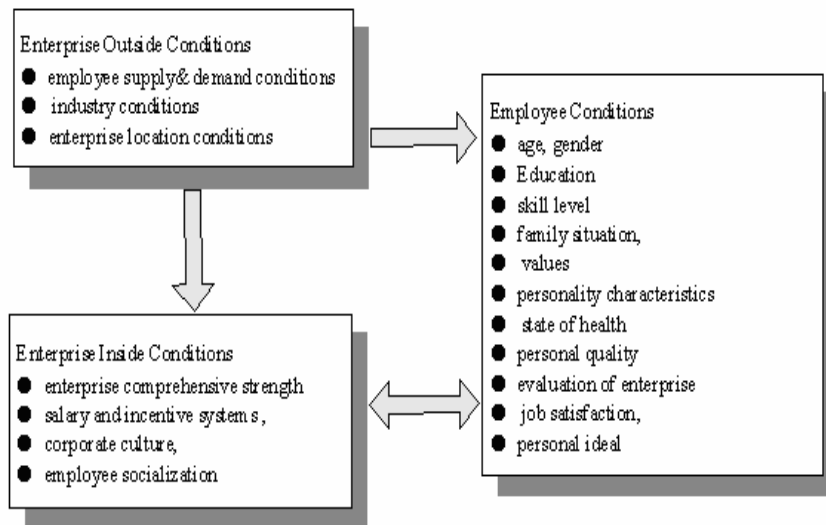 Enterprise Outside Conditions
● employee supply& demand conditions
● industry conditions
● enterprise location conditions
Employee Conditions
● age, gender
● Education
● skill level
● family situation,
● values
● personality characteristics
● state of health
● personal quality
● evaluation of enterprise
● job satisfaction,
● personal ideal
Enterprise Inside Conditions
● enterprise comprehensive strength
● salary and incentive systems ,
● corporate culture,
● employee socialization